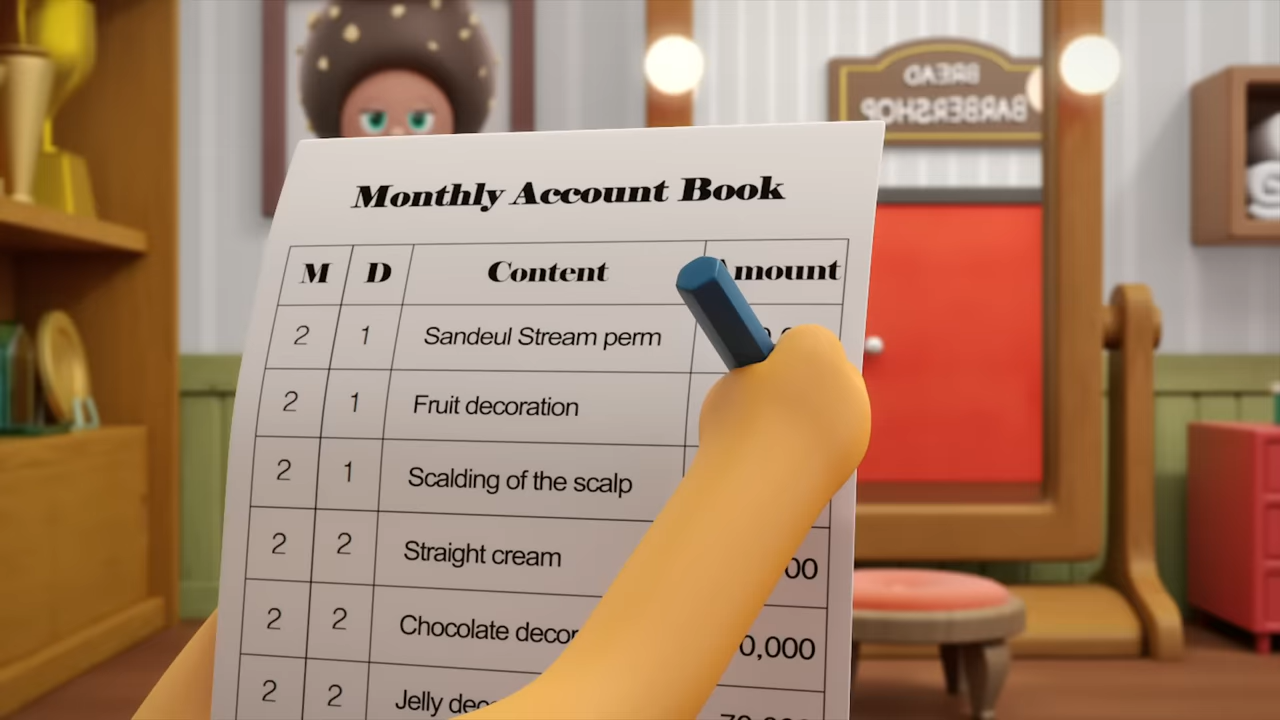 BREAD
BARBERSHOP
Monthly Account Book
M D Content Amount
2 1 Sandeul Stream perm
2 1 Fruit decoration
2 1 Scalding of the scalp
2 2 Straight cream 00
2 2 Chocolate decor 0,000
2 2 Jelly